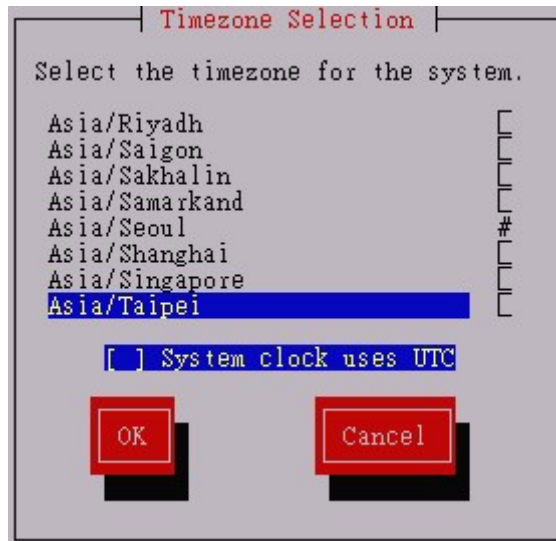 Timezone Selection
Select the timezone for the system.
Asia/Riyadh
Asia/Saigon
Asia/Sakhalin
Asia/Samarkand
Asia/Seoul #
Asia/Shanghai
Asia/Singapore
Asia/Taipei
[ ] System clock uses UTC
OK Cancel